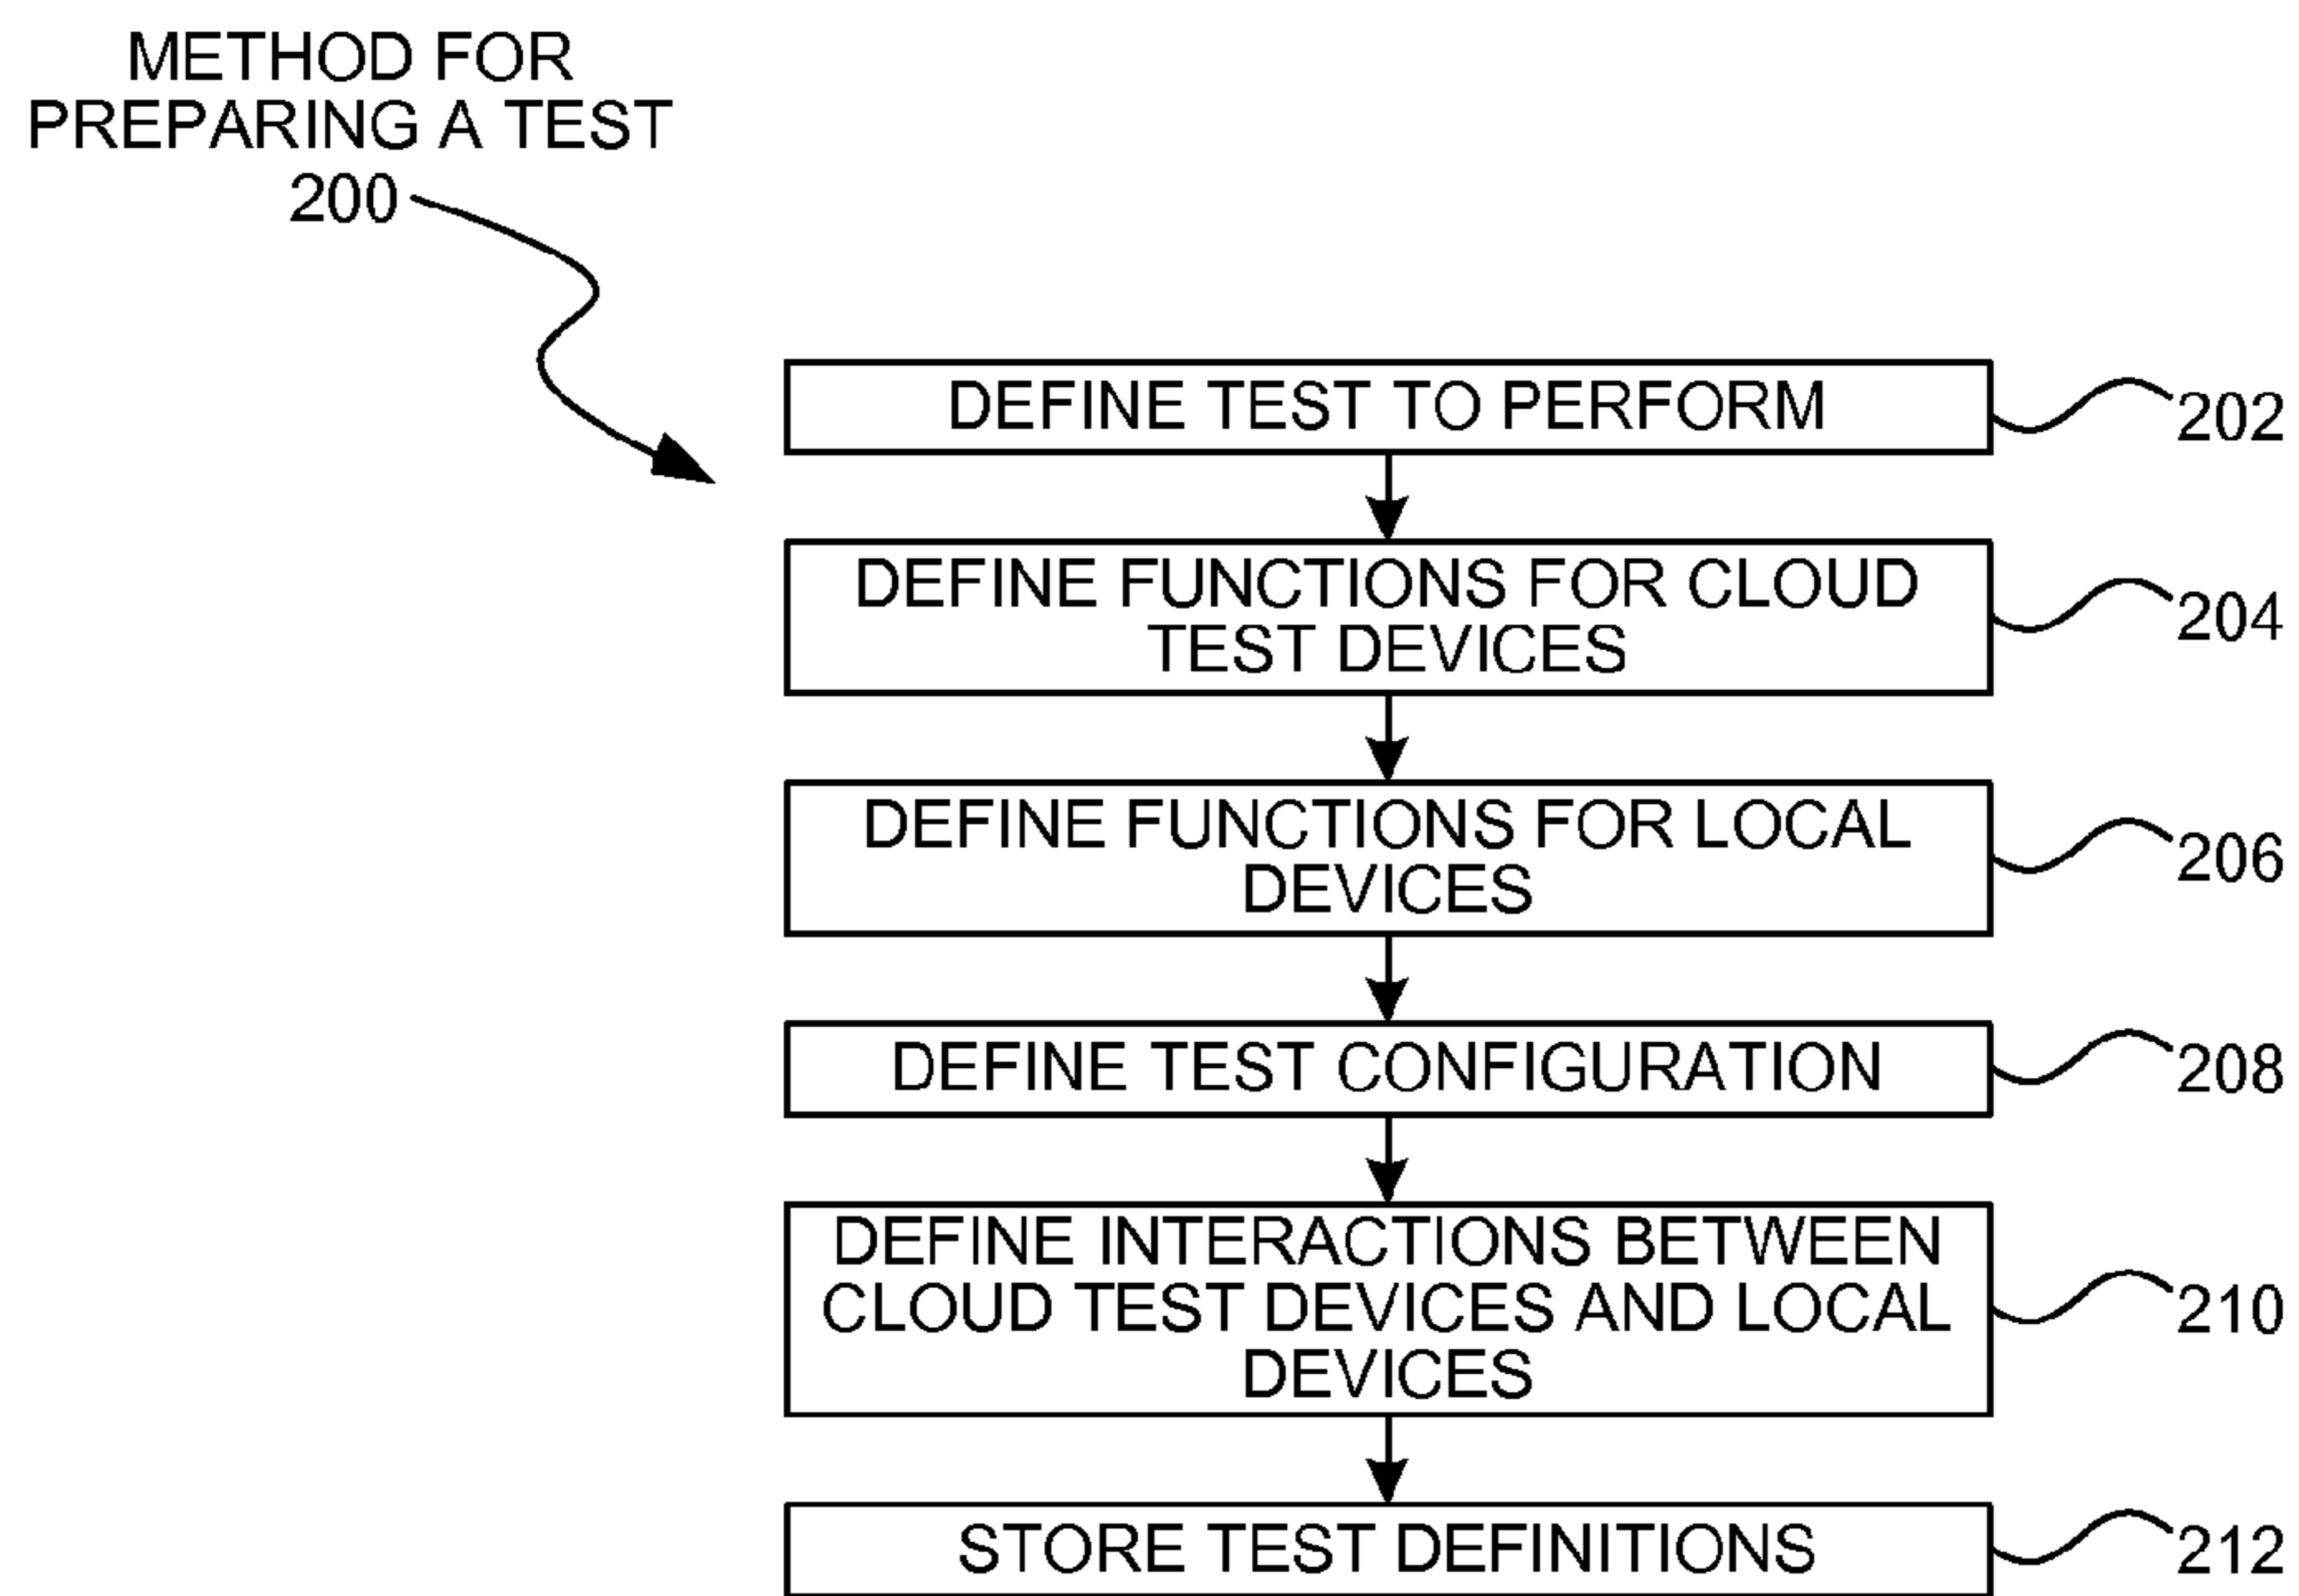 METHOD FOR
PREPARING A TEST
200
DEFINE TEST TO PERFORM
202
DEFINE FUNCTIONS FOR CLOUD
TEST DEVICES
204
DEFINE FUNCTIONS FOR LOCAL
DEVICES
206
DEFINE TEST CONFIGURATION
208
DEFINE INTERACTIONS BETWEEN
CLOUD TEST DEVICES AND LOCAL
DEVICES
210
STORE TEST DEFINITIONS
212